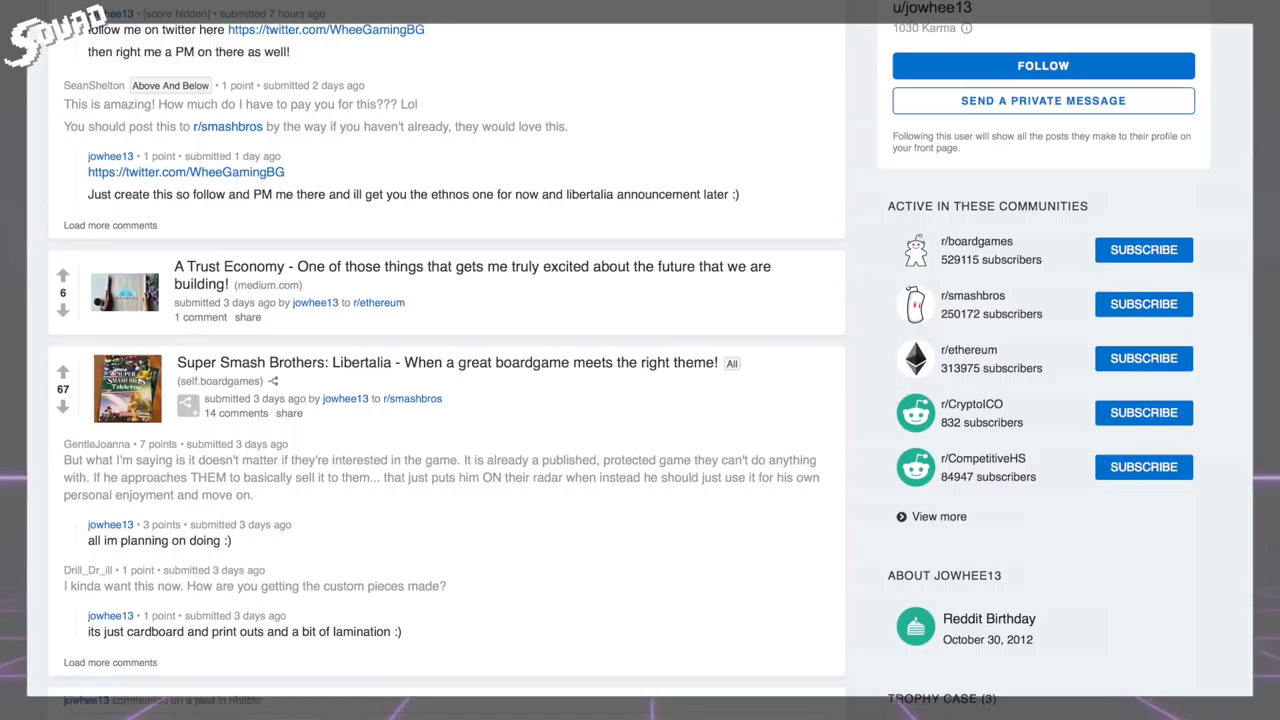 SQUAD
jowhee13 • [score hidden] • submitted 7 hours ago
follow me on twitter here https://twitter.com/WheeGamingBG
then right me a PM on there as well!
SeanShelton Above And Below • 1 point • submitted 2 days ago
This is amazing! How much do I have to pay you for this??? Lol
You should post this to r/smashbros by the way if you haven't already, they would love this.
jowhee13 • 1 point • submitted 1 day ago
https://twitter.com/WheeGamingBG
Just create this so follow and PM me there and ill get you the ethnos one for now and libertalia announcement later :)
Load more comments
6
A Trust Economy - One of those things that gets me truly excited about the future that we are
building! (medium.com)
submitted 3 days ago by jowhee13 to r/ethereum
1 comment share
67
Super Smash Brothers: Libertalia - When a great boardgame meets the right theme! All
(self.boardgames)
submitted 3 days ago by jowhee13 to r/smashbros
14 comments share
SUPER
SMASH BROS
Tabletop
GentleJoanna • 7 points • submitted 3 days ago
But what I'm saying is it doesn't matter if they're interested in the game. It is already a published, protected game they can't do anything
with. If he approaches THEM to basically sell it to them... that just puts him ON their radar when instead he should just use it for his own
personal enjoyment and move on.
jowhee13 • 3 points • submitted 3 days ago
all im planning on doing :)
Drill_Dr_ill • 1 point • submitted 3 days ago
I kinda want this now. How are you getting the custom pieces made?
jowhee13 • 1 point • submitted 3 days ago
its just cardboard and print outs and a bit of lamination :)
Load more comments
jowhee13 commented on a post in r/
u/jowhee13
1030 Karma
FOLLOW
SEND A PRIVATE MESSAGE
Following this user will show all the posts they make to their profile on
your front page.
ACTIVE IN THESE COMMUNITIES
r/boardgames
529115 subscribers
SUBSCRIBE
r/smashbros
250172 subscribers
SUBSCRIBE
r/ethereum
313975 subscribers
SUBSCRIBE
r/CryptoICO
832 subscribers
SUBSCRIBE
r/CompetitiveHS
84947 subscribers
SUBSCRIBE
View more
ABOUT JOWHEE13
Reddit Birthday
October 30, 2012
TROPHY CASE (3)